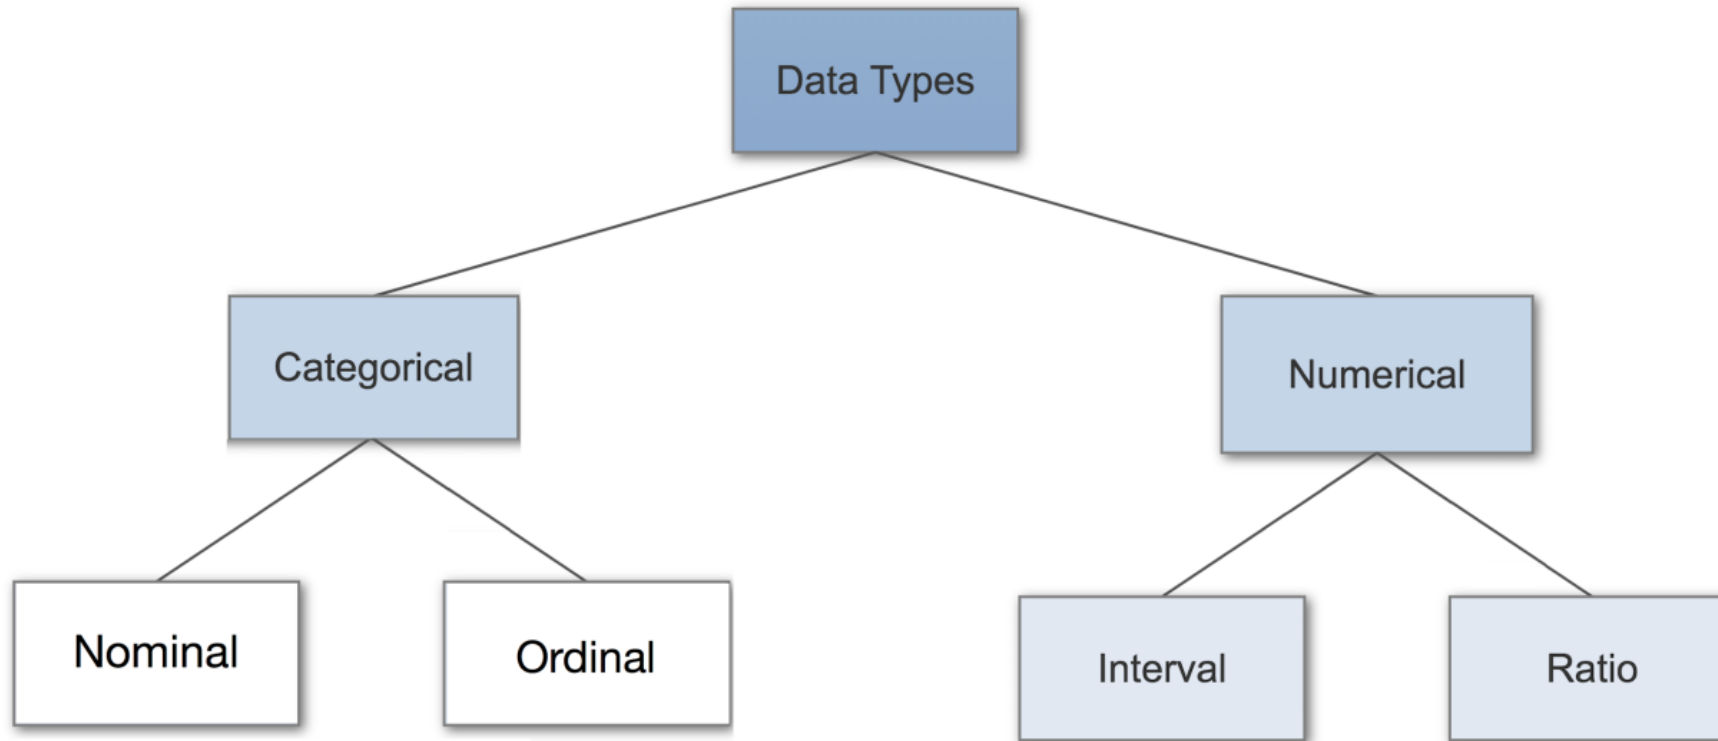 Data Types
Categorical
Numerical
Nominal
Ordinal
Interval
Ratio